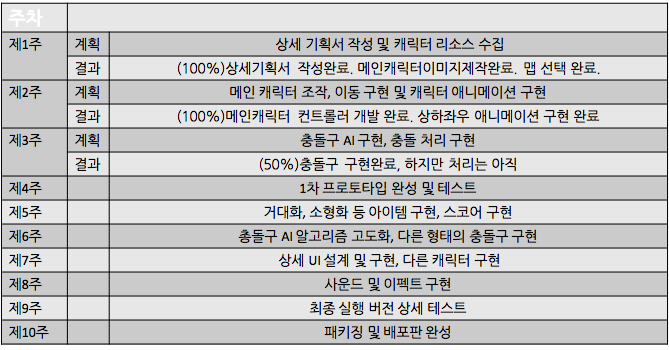 주차
제1주 계획 상세 기획서 작성 및 캐릭터 리소스 수집
결과 (100%)상세기획서 작성완료. 메인캐릭터이미지제작완료. 맵 선택 완료.
제2주 계획 메인 캐릭터 조작, 이동 구현 및 캐릭터 애니메이션 구현
결과 (100%)메인캐릭터 컨트롤러 개발 완료. 상하좌우 애니메이션 구현 완료
제3주 계획 충돌구 AI 구현, 충돌 처리 구현
결과 (50%)충돌구 구현완료, 하지만 처리는 아직
제4주 1차 프로토타입 완성 및 테스트
제5주 거대화, 소형화 등 아이템 구현, 스코어 구현
제6주 총돌구 AI 알고리즘 고도화, 다른 형태의 충돌구 구현
제7주 상세 UI 설계 및 구현, 다른 캐릭터 구현
제8주 사운드 및 이펙트 구현
제9주 최종 실행 버전 상세 테스트
제10주 패키징 및 배포판 완성